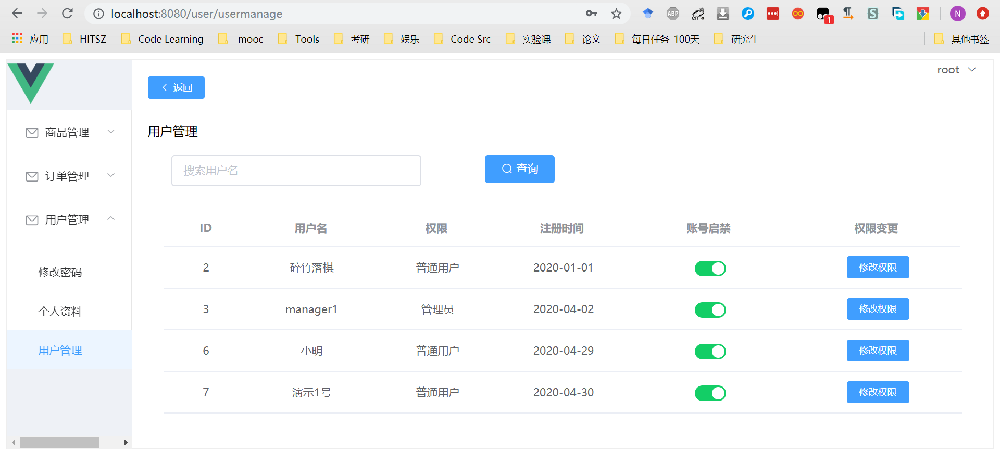 localhost:8080/user/usermanage
英
en
ABP
1
S
N
应用 HITSZ Code Learning mooc Tools 考研 娱乐 Code Src 实验课 论文 每日任务-100天 研究生 其他书签
root
返回
商品管理
订单管理
用户管理
修改密码
个人资料
用户管理
用户管理
搜索用户名 查询
ID 用户名 权限 注册时间 账号启禁 权限变更
2 碎竹落棋 普通用户 2020-01-01 修改权限
3 manager1 管理员 2020-04-02 修改权限
6 小明 普通用户 2020-04-29 修改权限
7 演示1号 普通用户 2020-04-30 修改权限